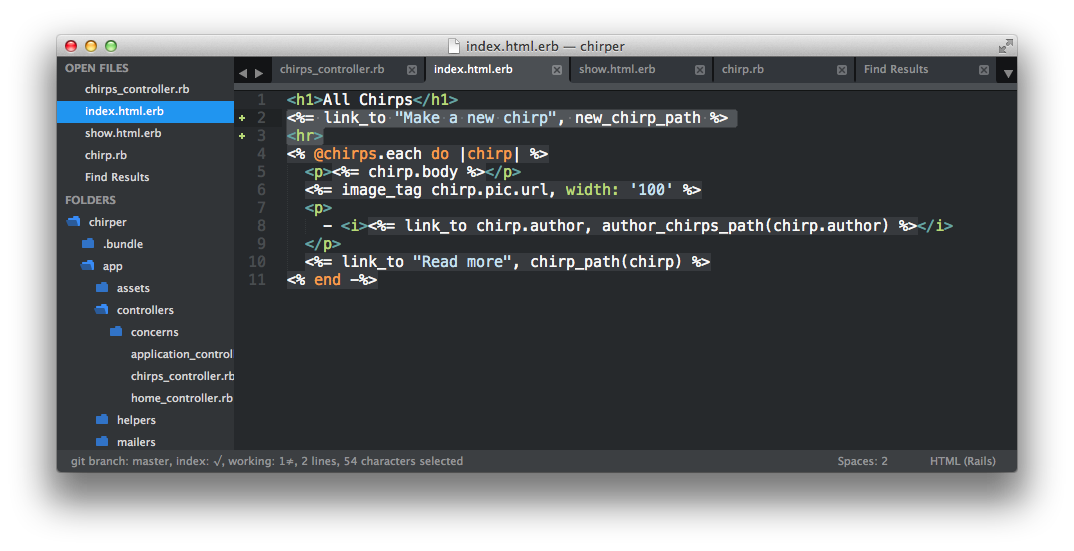 index.html.erb — chirper
OPEN FILES
chirps_controller.rb
index.html.erb
show.html.erb
chirp.rb
Find Results
FOLDERS
chirper
.bundle
app
assets
controllers
concerns
application_control
chirps_controller.rb
home_controller.rb
helpers
mailers
chirps_controller.rb index.html.erb show.html.erb chirp.rb Find Results
1 <h1>All Chirps</h1>
+ 2 <%= link_to "Make a new chirp", new_chirp_path %>
+ 3 <hr>
4 <% @chirps.each do |chirp| %>
5 <p><%= chirp.body %></p>
6 <%= image_tag chirp.pic.url, width: '100' %>
7 <p>
8 - <i><%= link_to chirp.author, author_chirps_path(chirp.author) %></i>
9 </p>
10 <%= link_to "Read more", chirp_path(chirp) %>
11 <% end -%>
git branch: master, index: √, working: 1≠, 2 lines, 54 characters selected Spaces: 2 HTML (Rails)